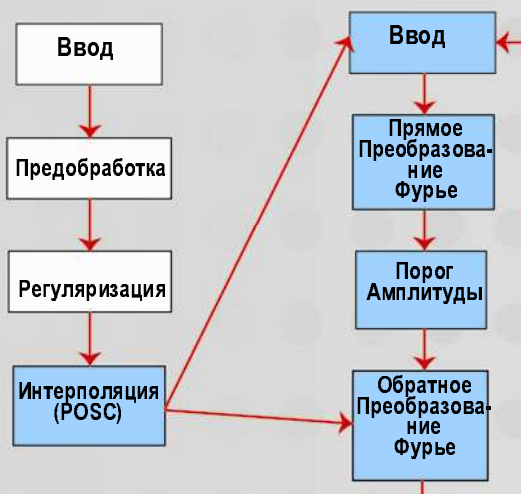 Ввод
Предобработка
Регуляризация
Интерполяция
(POSC)
Ввод
Прямое
Преобразова-
ние
Фурье
Порог
Амплитуды
Обратное
Преобразова-
ние
Фурье